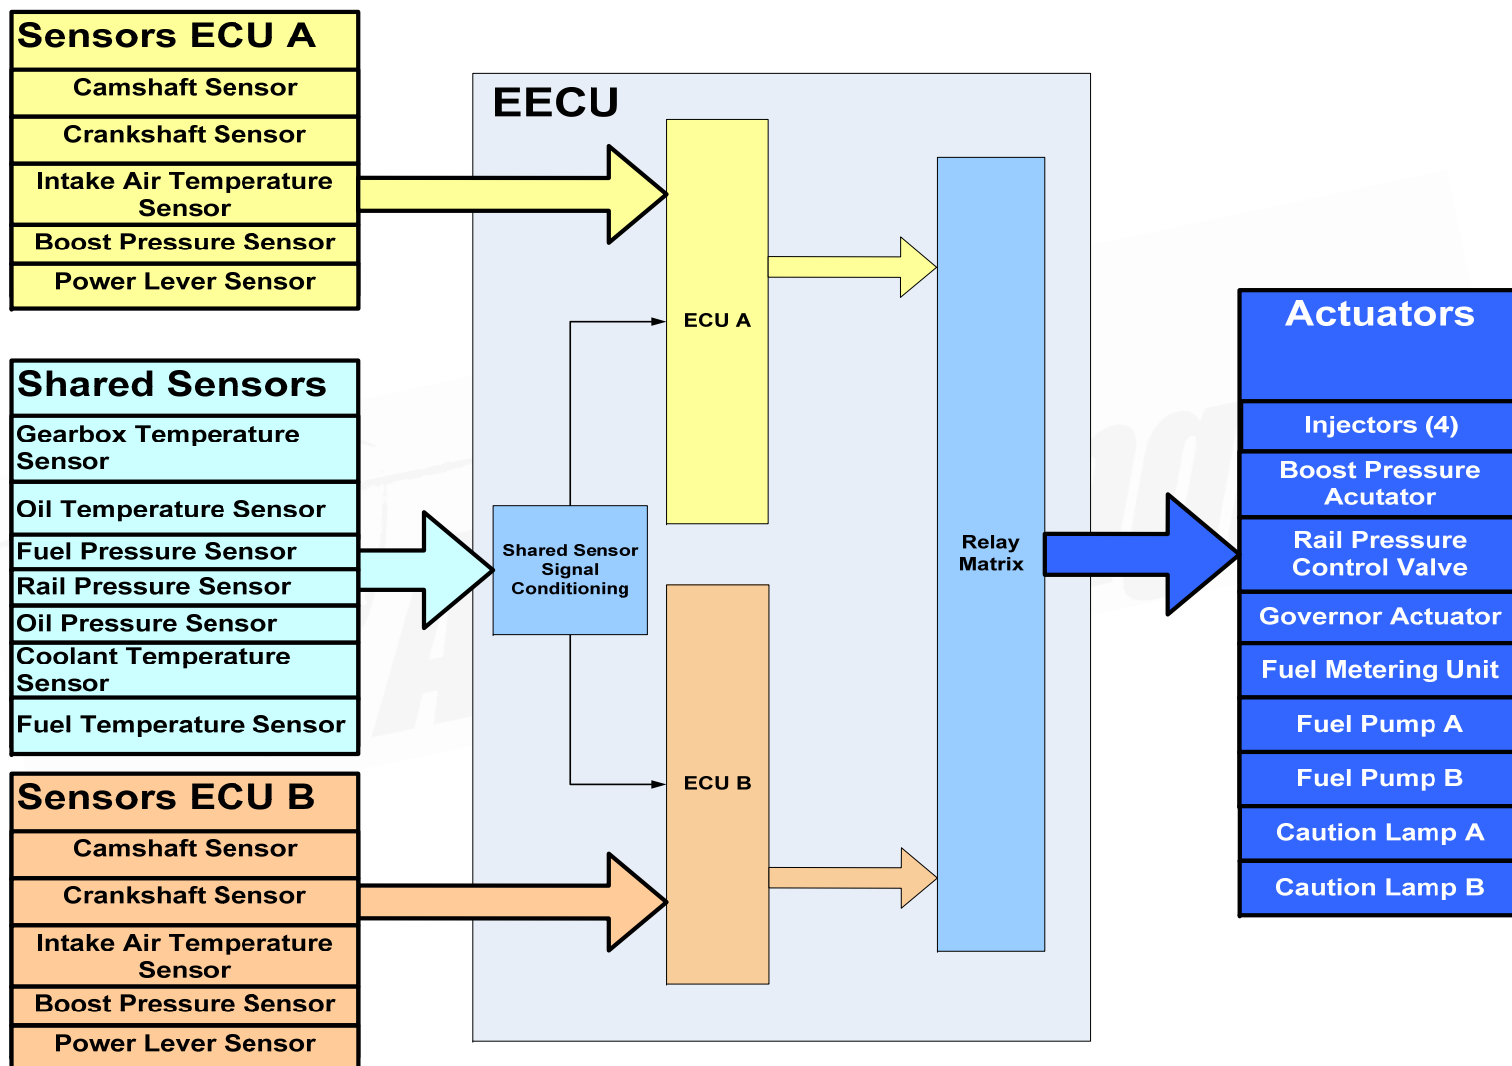 Sensors ECU A
Camshaft Sensor
Crankshaft Sensor
Intake Air Temperature
Sensor
Boost Pressure Sensor
Power Lever Sensor
Shared Sensors
Gearbox Temperature
Sensor
Oil Temperature Sensor
Fuel Pressure Sensor
Rail Pressure Sensor
Oil Pressure Sensor
Coolant Temperature
Sensor
Fuel Temperature Sensor
Sensors ECU B
Camshaft Sensor
Crankshaft Sensor
Intake Air Temperature
Sensor
Boost Pressure Sensor
Power Lever Sensor
EECU
ECU A
Shared Sensor
Signal
Conditioning
ECU B
Relay
Matrix
Actuators
Injectors (4)
Boost Pressure
Acutator
Rail Pressure
Control Valve
Governor Actuator
Fuel Metering Unit
Fuel Pump A
Fuel Pump B
Caution Lamp A
Caution Lamp B